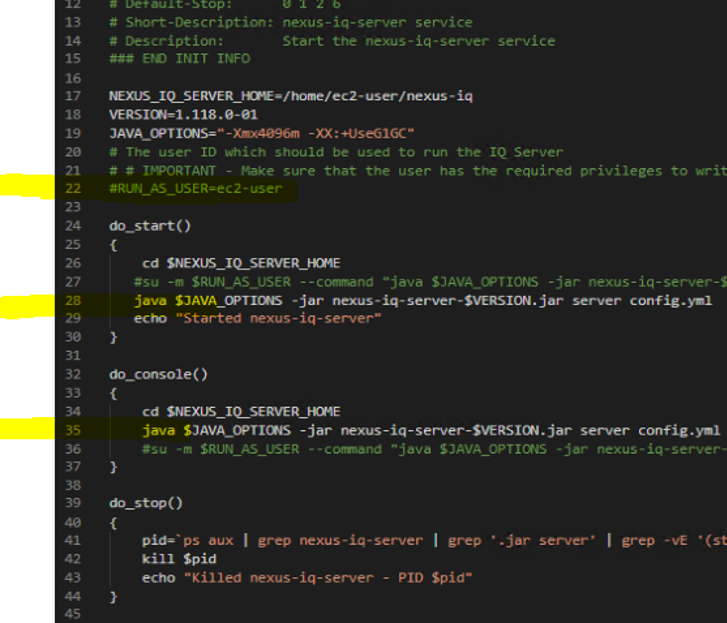 12 # Default-Stop: 0 1 2 6
13 # Short-Description: nexus-iq-server service
14 # Description: Start the nexus-iq-server service
15 ### END INIT INFO
16
17 NEXUS_IQ_SERVER_HOME=/home/ec2-user/nexus-iq
18 VERSION=1.118.0-01
19 JAVA_OPTIONS="-Xmx4096m -XX:+UseG1GC"
20 # The user ID which should be used to run the IQ Server
21 # # IMPORTANT - Make sure that the user has the required privileges to writ
22 #RUN_AS_USER=ec2-user
23
24 do_start()
25 {
26 cd $NEXUS_IQ_SERVER_HOME
27 #su -m $RUN_AS_USER --command "java $JAVA_OPTIONS -jar nexus-iq-server-$
28 java $JAVA_OPTIONS -jar nexus-iq-server-$VERSION.jar server config.yml
29 echo "Started nexus-iq-server"
30 }
31
32 do_console()
33 {
34 cd $NEXUS_IQ_SERVER_HOME
35 java $JAVA_OPTIONS -jar nexus-iq-server-$VERSION.jar server config.yml
36 #su -m $RUN_AS_USER --command "java $JAVA_OPTIONS -jar nexus-iq-server-
37 }
38
39 do_stop()
40 {
41 pid=`ps aux | grep nexus-iq-server | grep '.jar server' | grep -vE '(st
42 kill $pid
43 echo "Killed nexus-iq-server - PID $pid"
44 }
45